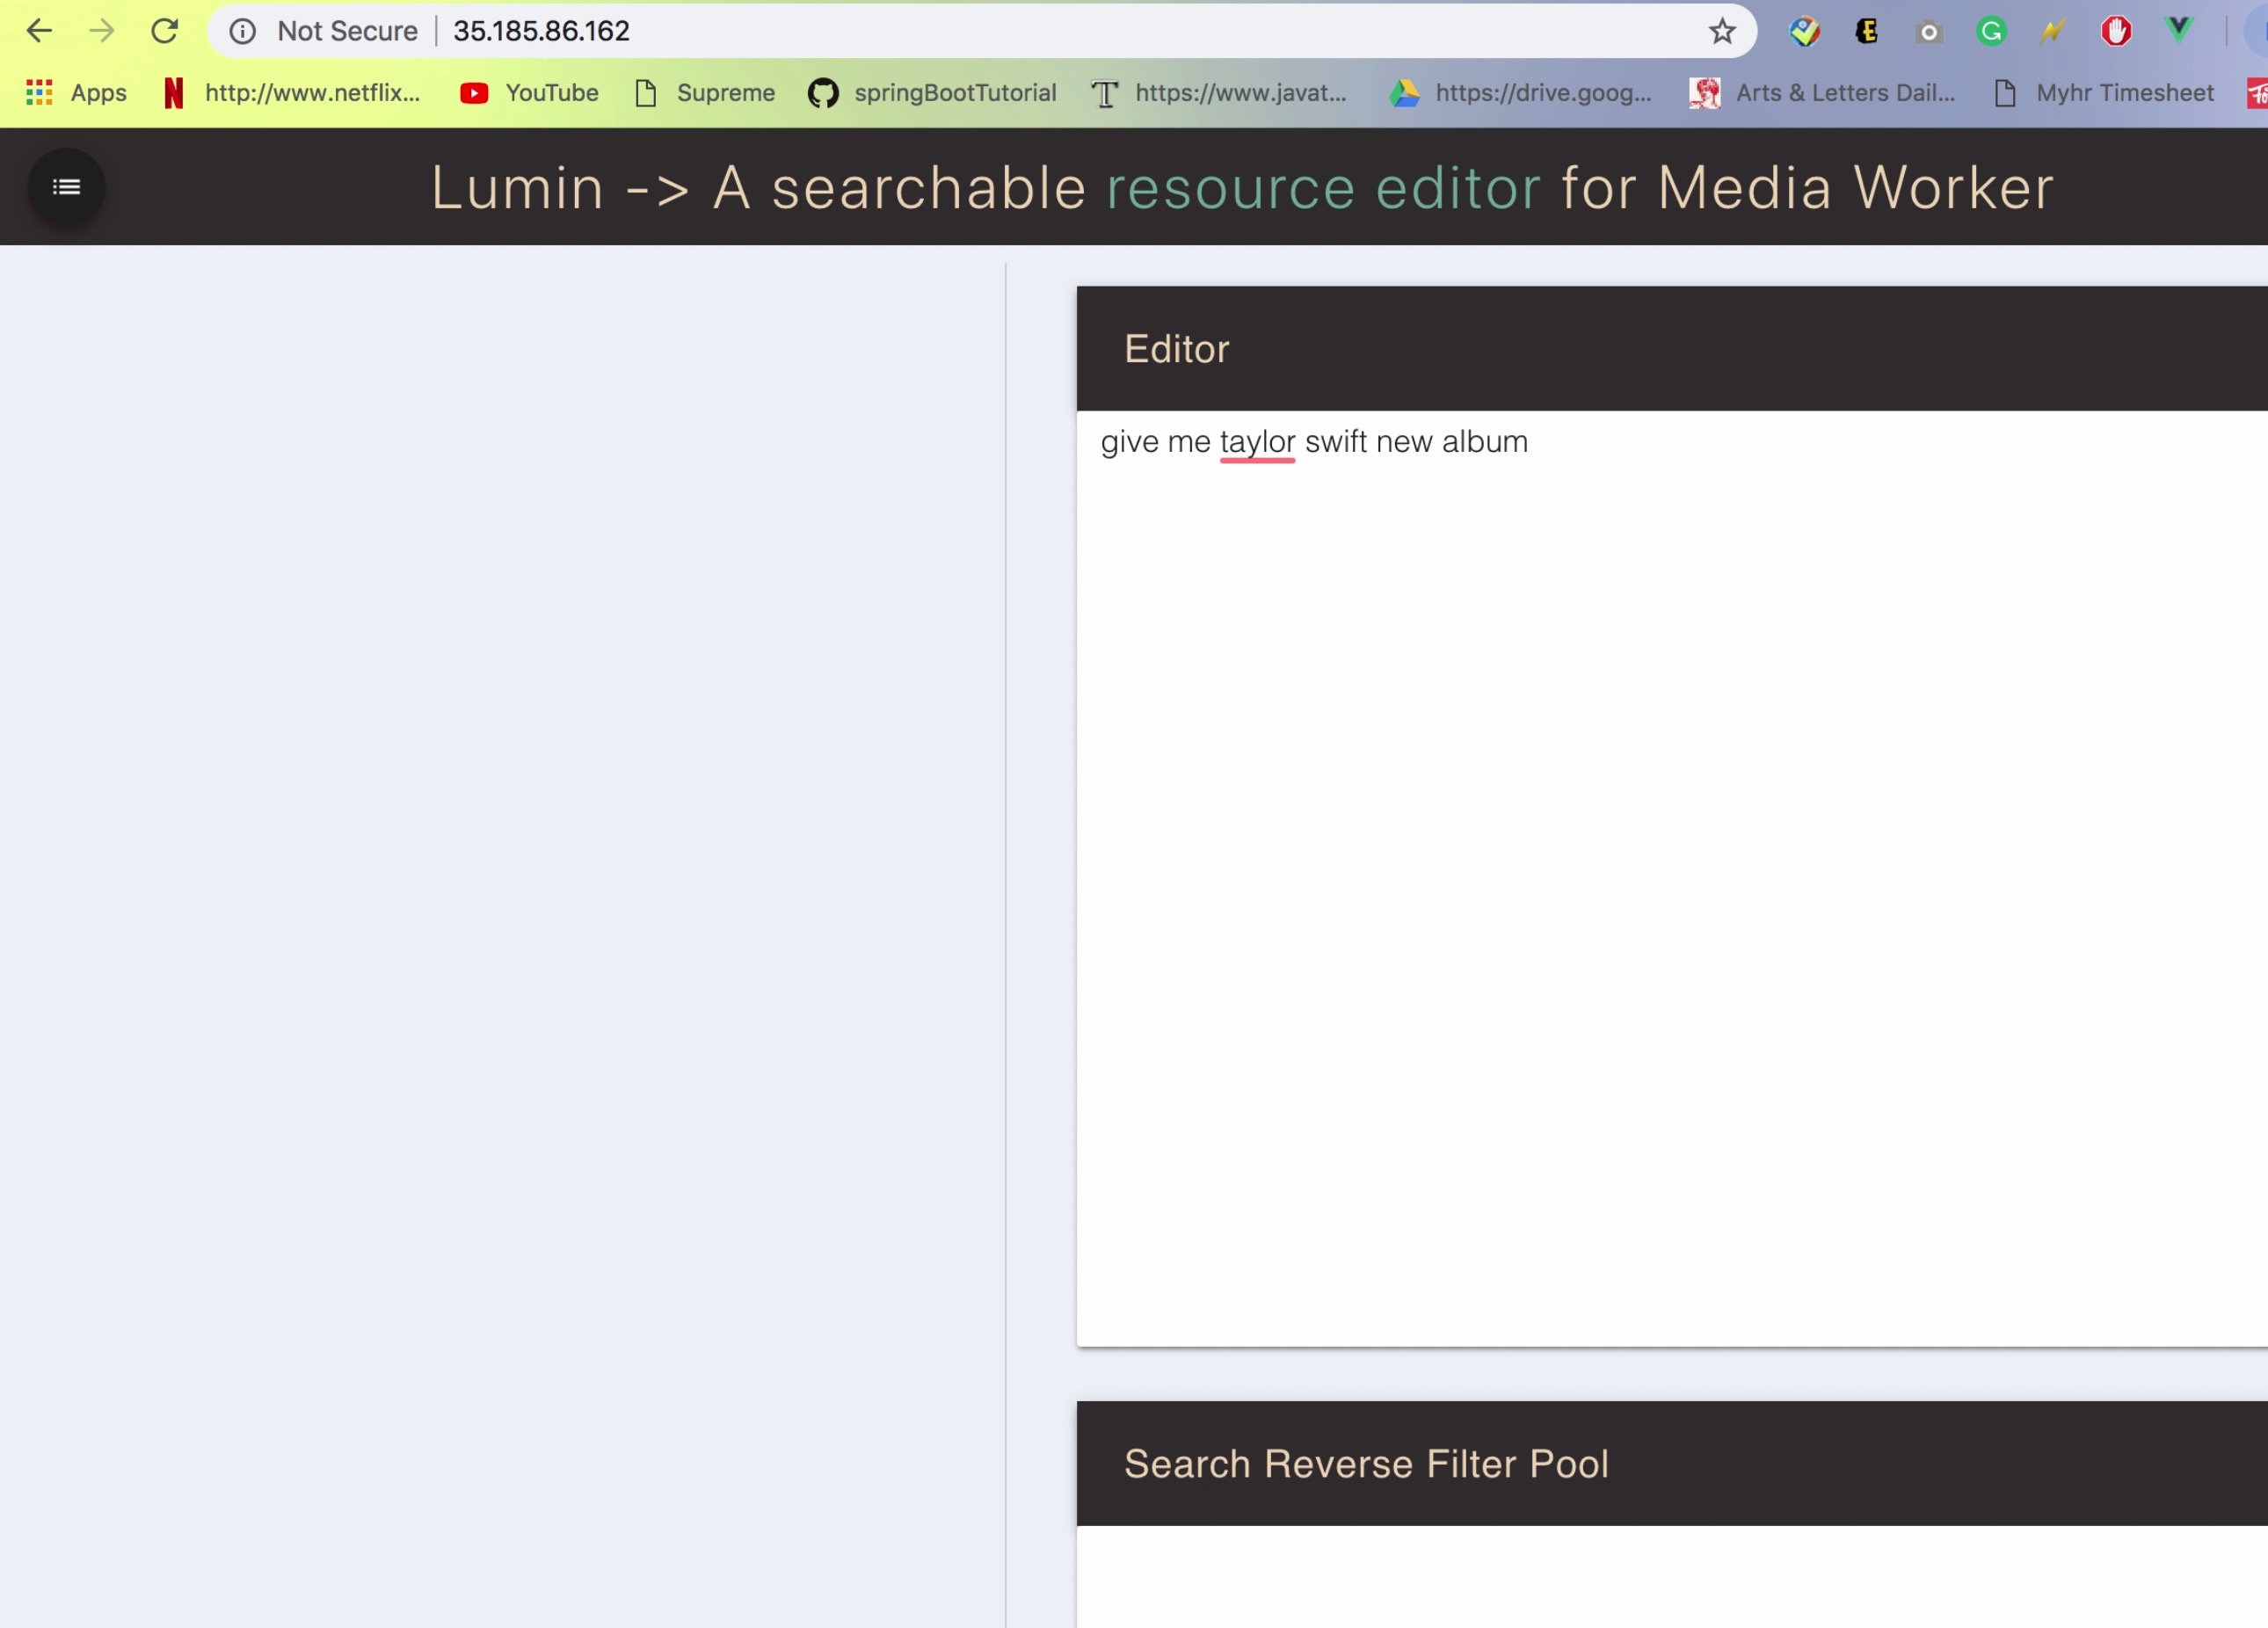 Not Secure 35.185.86.162
Apps http://www.netflix... YouTube Supreme springBootTutorial https://www.javat... https://drive.goog... Arts & Letters Dail... Myhr Timesheet
Lumin -> A searchable resource editor for Media Worker
Editor
give me taylor swift new album
Search Reverse Filter Pool